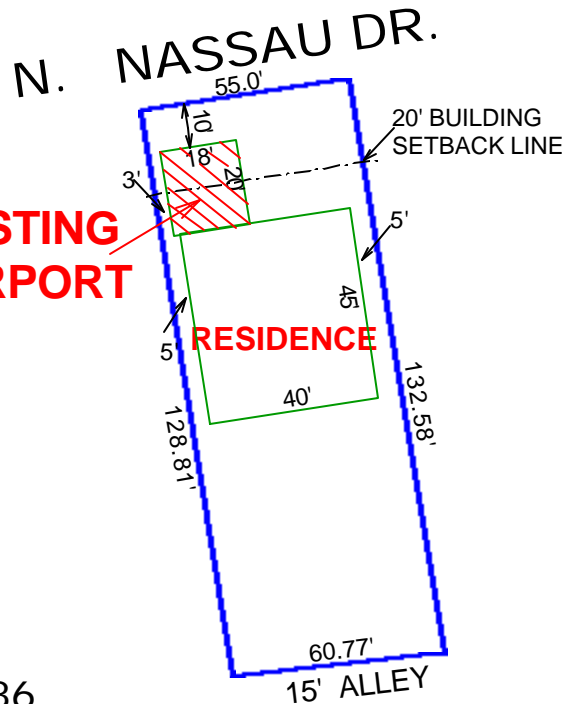 N. NASSAU DR.
55.0'
10'
20' BUILDING
SETBACK LINE
18'
20'
3'
STING
RPORT
5'
45'
RESIDENCE
5'
40'
128.81'
132.58'
60.77'
15' ALLEY
36